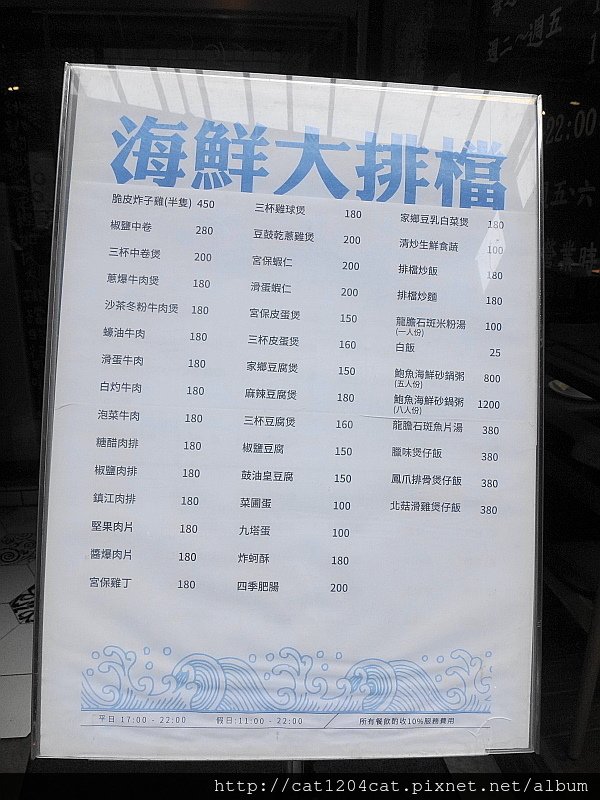 週二~週五
22:00
海鮮大排檔
脆皮炸子雞(半隻) 450
椒鹽中卷 280
三杯中卷煲 200
蔥爆牛肉煲 180
沙茶冬粉牛肉煲 180
蠔油牛肉 180
滑蛋牛肉 180
白灼牛肉 180
泡菜牛肉 180
糖醋肉排 180
椒鹽肉排 180
鎮江肉排 180
堅果肉片 180
醬爆肉片 180
宮保雞丁 180
三杯雞球煲 180
豆鼓乾蔥雞煲 200
宮保蝦仁 200
滑蛋蝦仁 200
宮保皮蛋煲 150
三杯皮蛋煲 160
家鄉豆腐煲 150
麻辣豆腐煲 180
三杯豆腐煲 160
椒鹽豆腐 150
鼓油皇豆腐 150
菜圃蛋 100
九塔蛋 100
炸蚵酥 180
四季肥腸 200
家鄉豆乳白菜煲 180
清炒生鮮食蔬 100
排檔炒飯 180
排檔炒麵 180
龍膽石斑米粉湯 100
(一人份)
白飯 25
鮑魚海鮮砂鍋粥 800
(五人份)
鮑魚海鮮砂鍋粥 1200
(八人份)
龍膽石斑魚片湯 380
臘味煲仔飯 380
鳳爪排骨煲仔飯 380
北菇滑雞煲仔飯 380
平日 17:00 - 22:00 假日:11:00 - 22:00 所有餐飲酌收10%服務費用
http://cat1204cat.pixnet.net/album